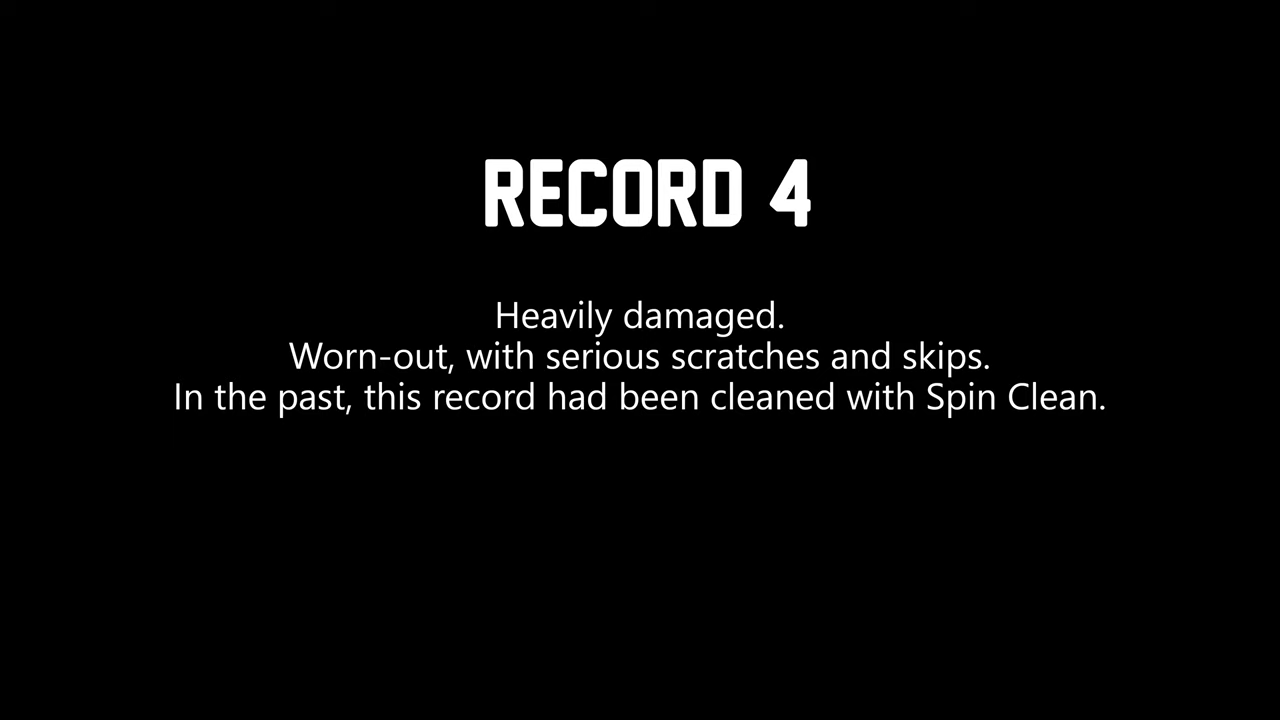 RECORD 4
Heavily damaged.
Worn-out, with serious scratches and skips.
In the past, this record had been cleaned with Spin Clean.